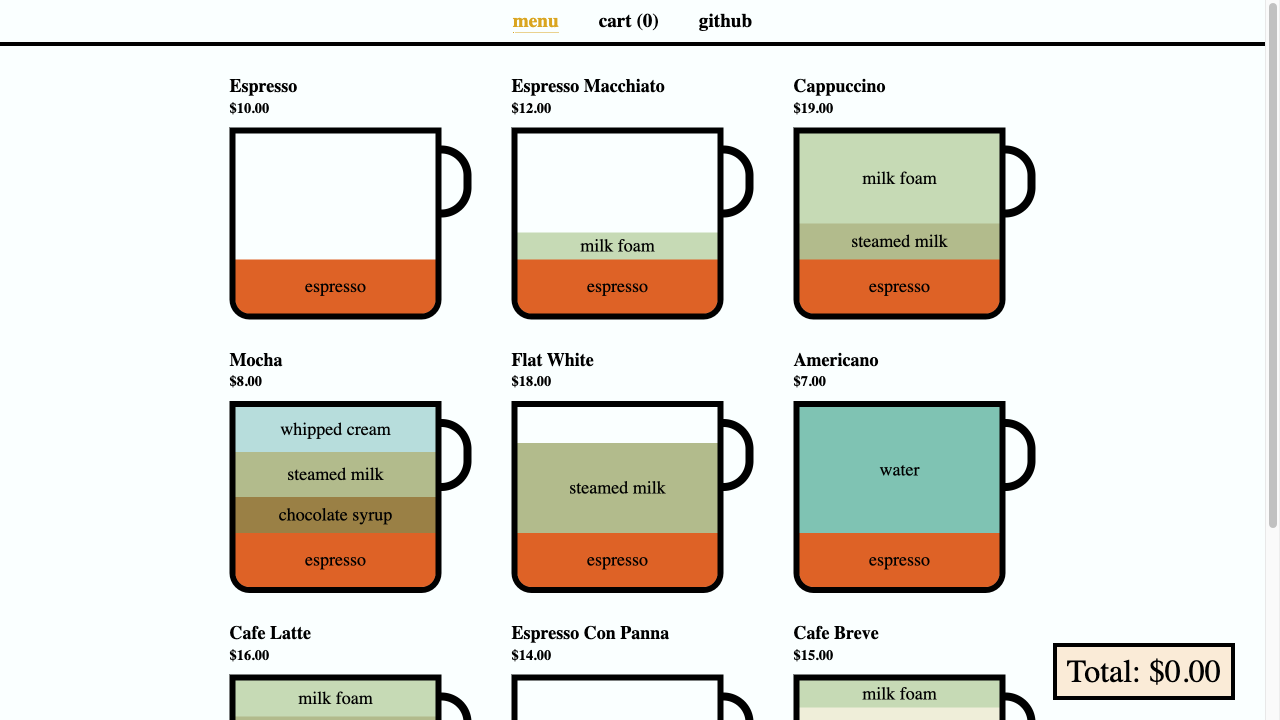 menu cart (0) github
Espresso
$10.00
espresso
Espresso Macchiato
$12.00
milk foam
espresso
Cappuccino
$19.00
milk foam
steamed milk
espresso
Mocha
$8.00
whipped cream
steamed milk
chocolate syrup
espresso
Flat White
$18.00
steamed milk
espresso
Americano
$7.00
water
espresso
Cafe Latte
$16.00
milk foam
Espresso Con Panna
$14.00
Cafe Breve
$15.00
milk foam
Total: $0.00